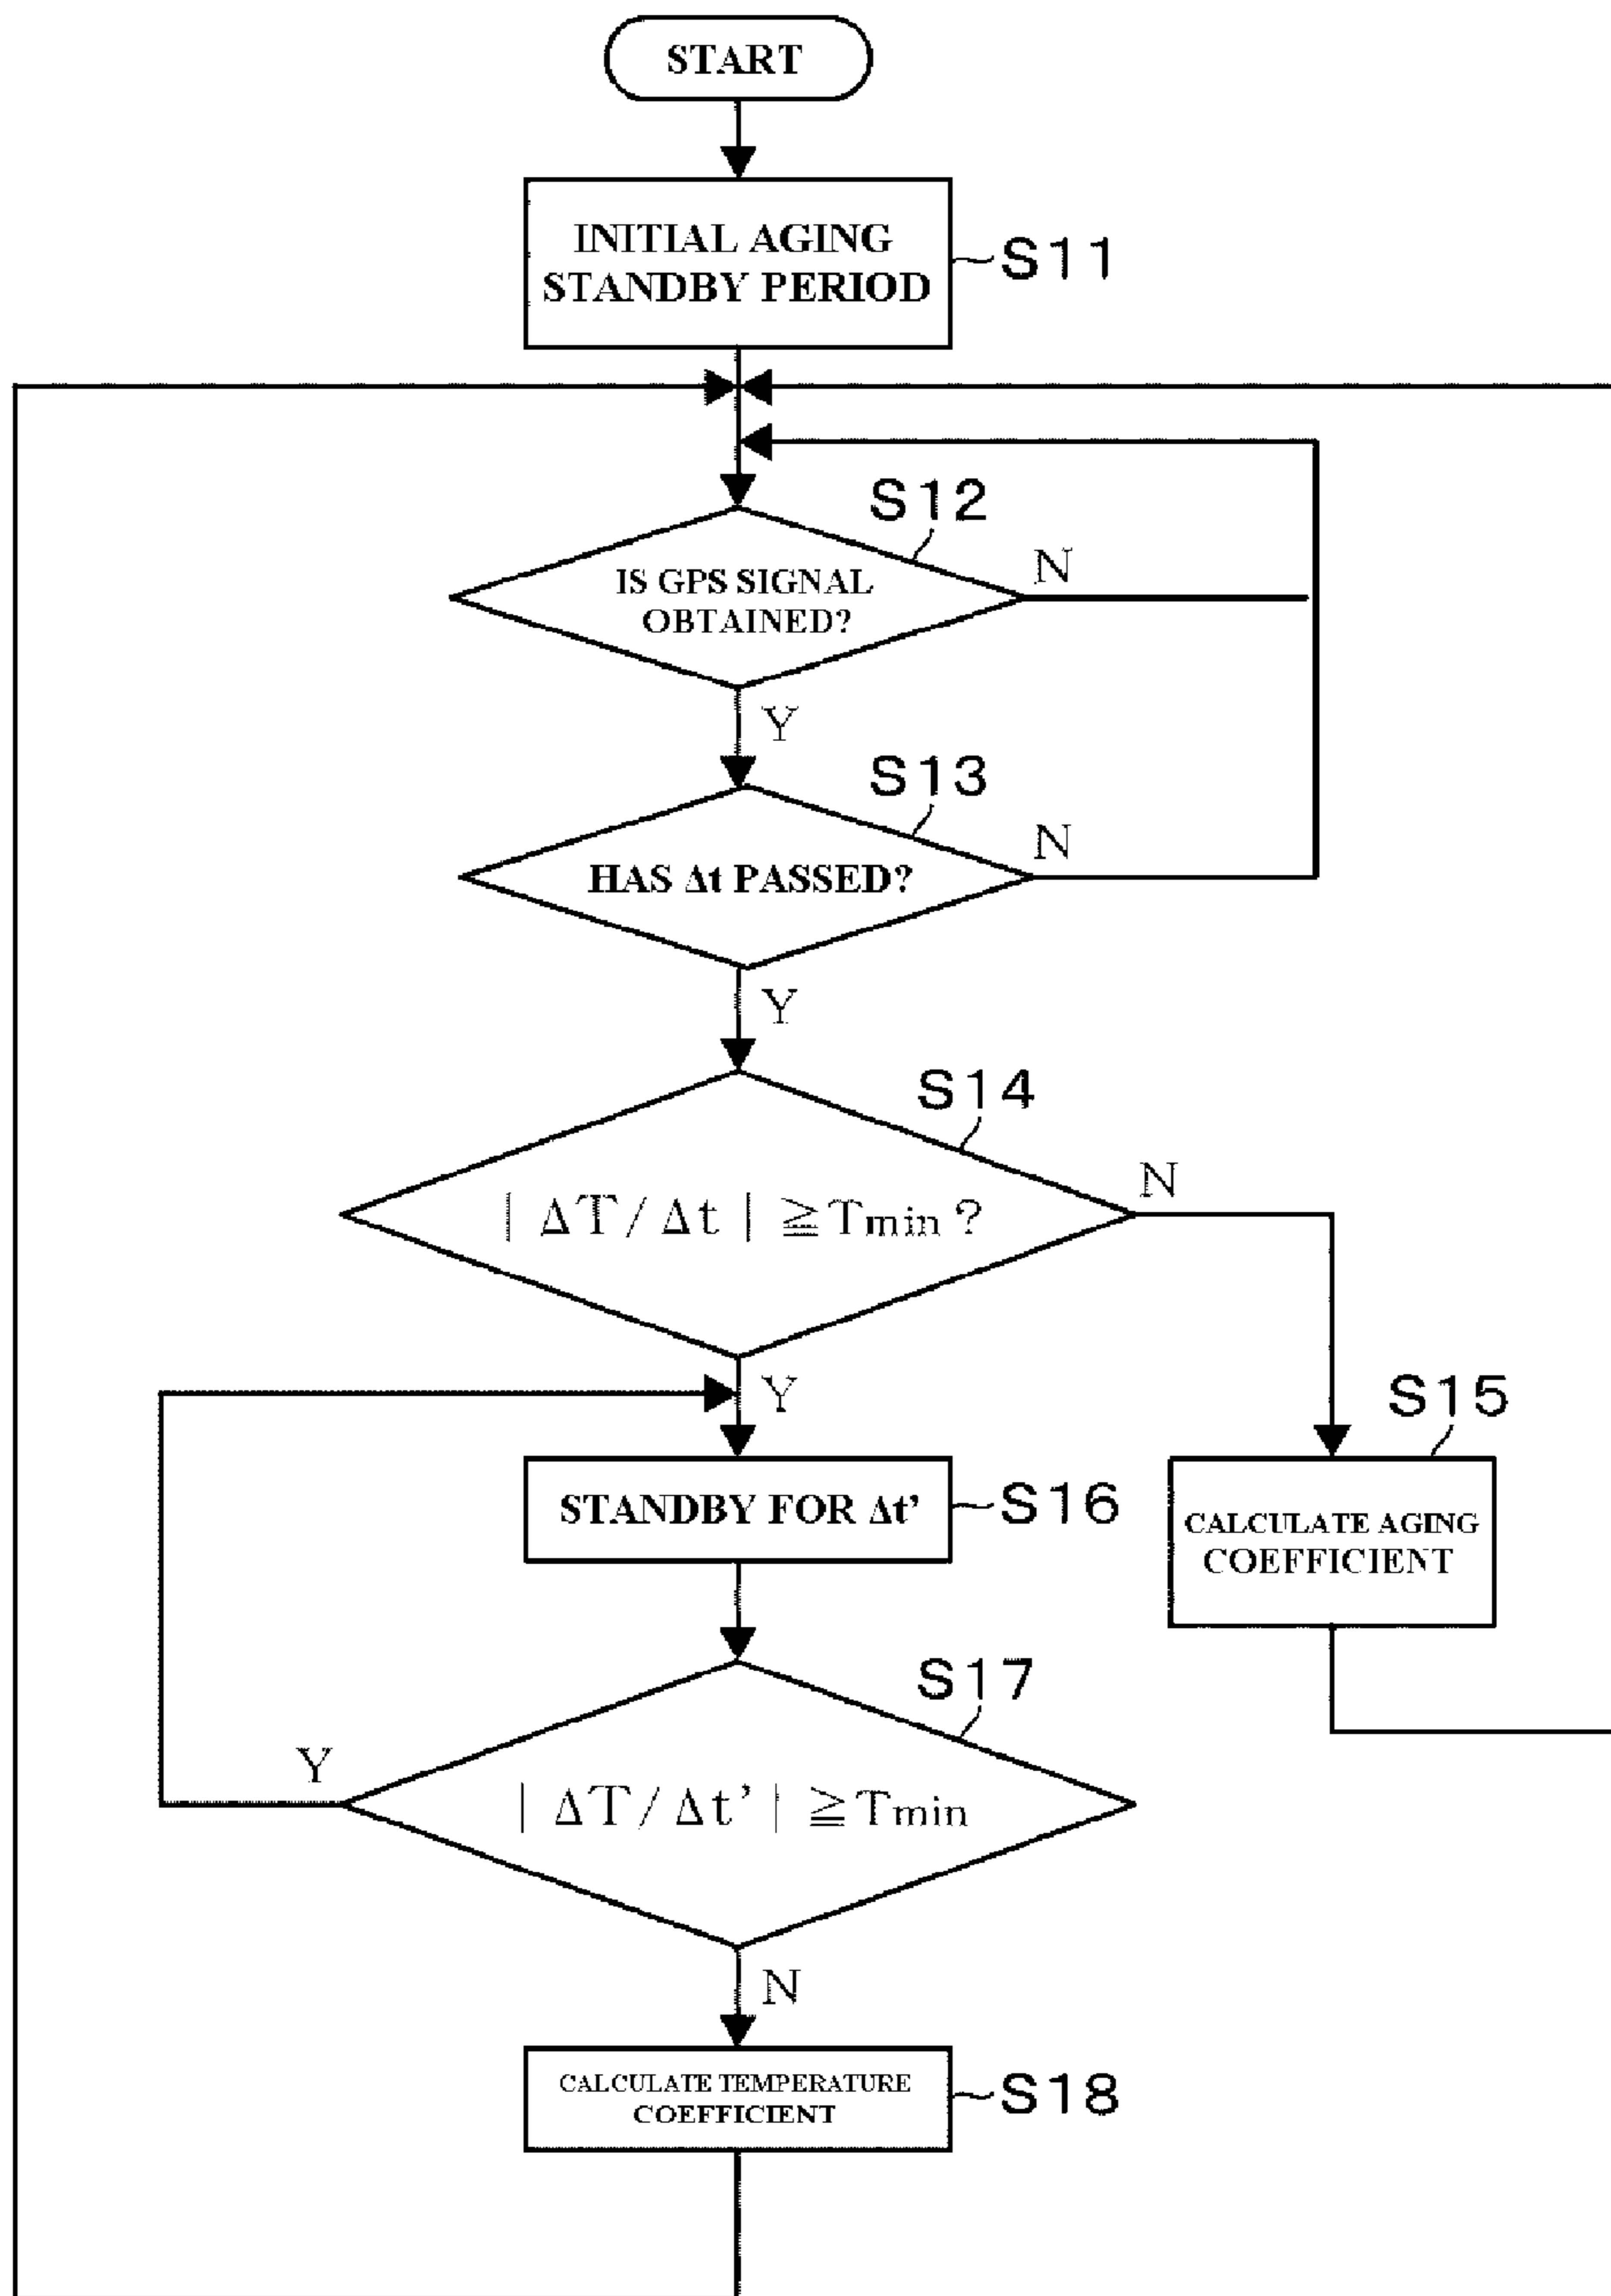 START
INITIAL AGING
STANDBY PERIOD
S11
S12
IS GPS SIGNAL
OBTAINED?
N
Y
S13
HAS Δt PASSED?
N
Y
S14
| ΔT/Δt | ≧Tmin?
N
Y
S15
CALCULATE AGING
COEFFICIENT
STANDBY FOR Δt’
S16
S17
Y
| ΔT/Δt’| ≧Tmin
N
CALCULATE TEMPERATURE
COEFFICIENT
S18